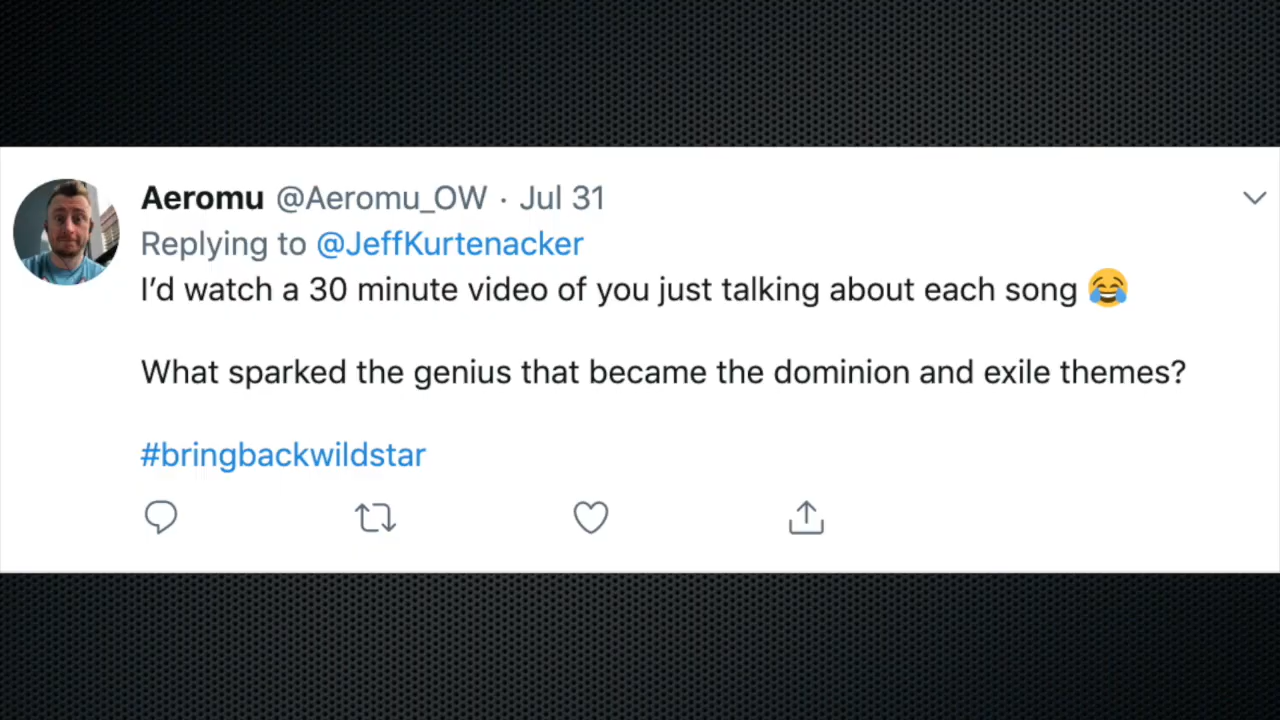 Aeromu @Aeromu_OW · Jul 31
Replying to @JeffKurtenacker
I’d watch a 30 minute video of you just talking about each song 😂
What sparked the genius that became the dominion and exile themes?
#bringbackwildstar